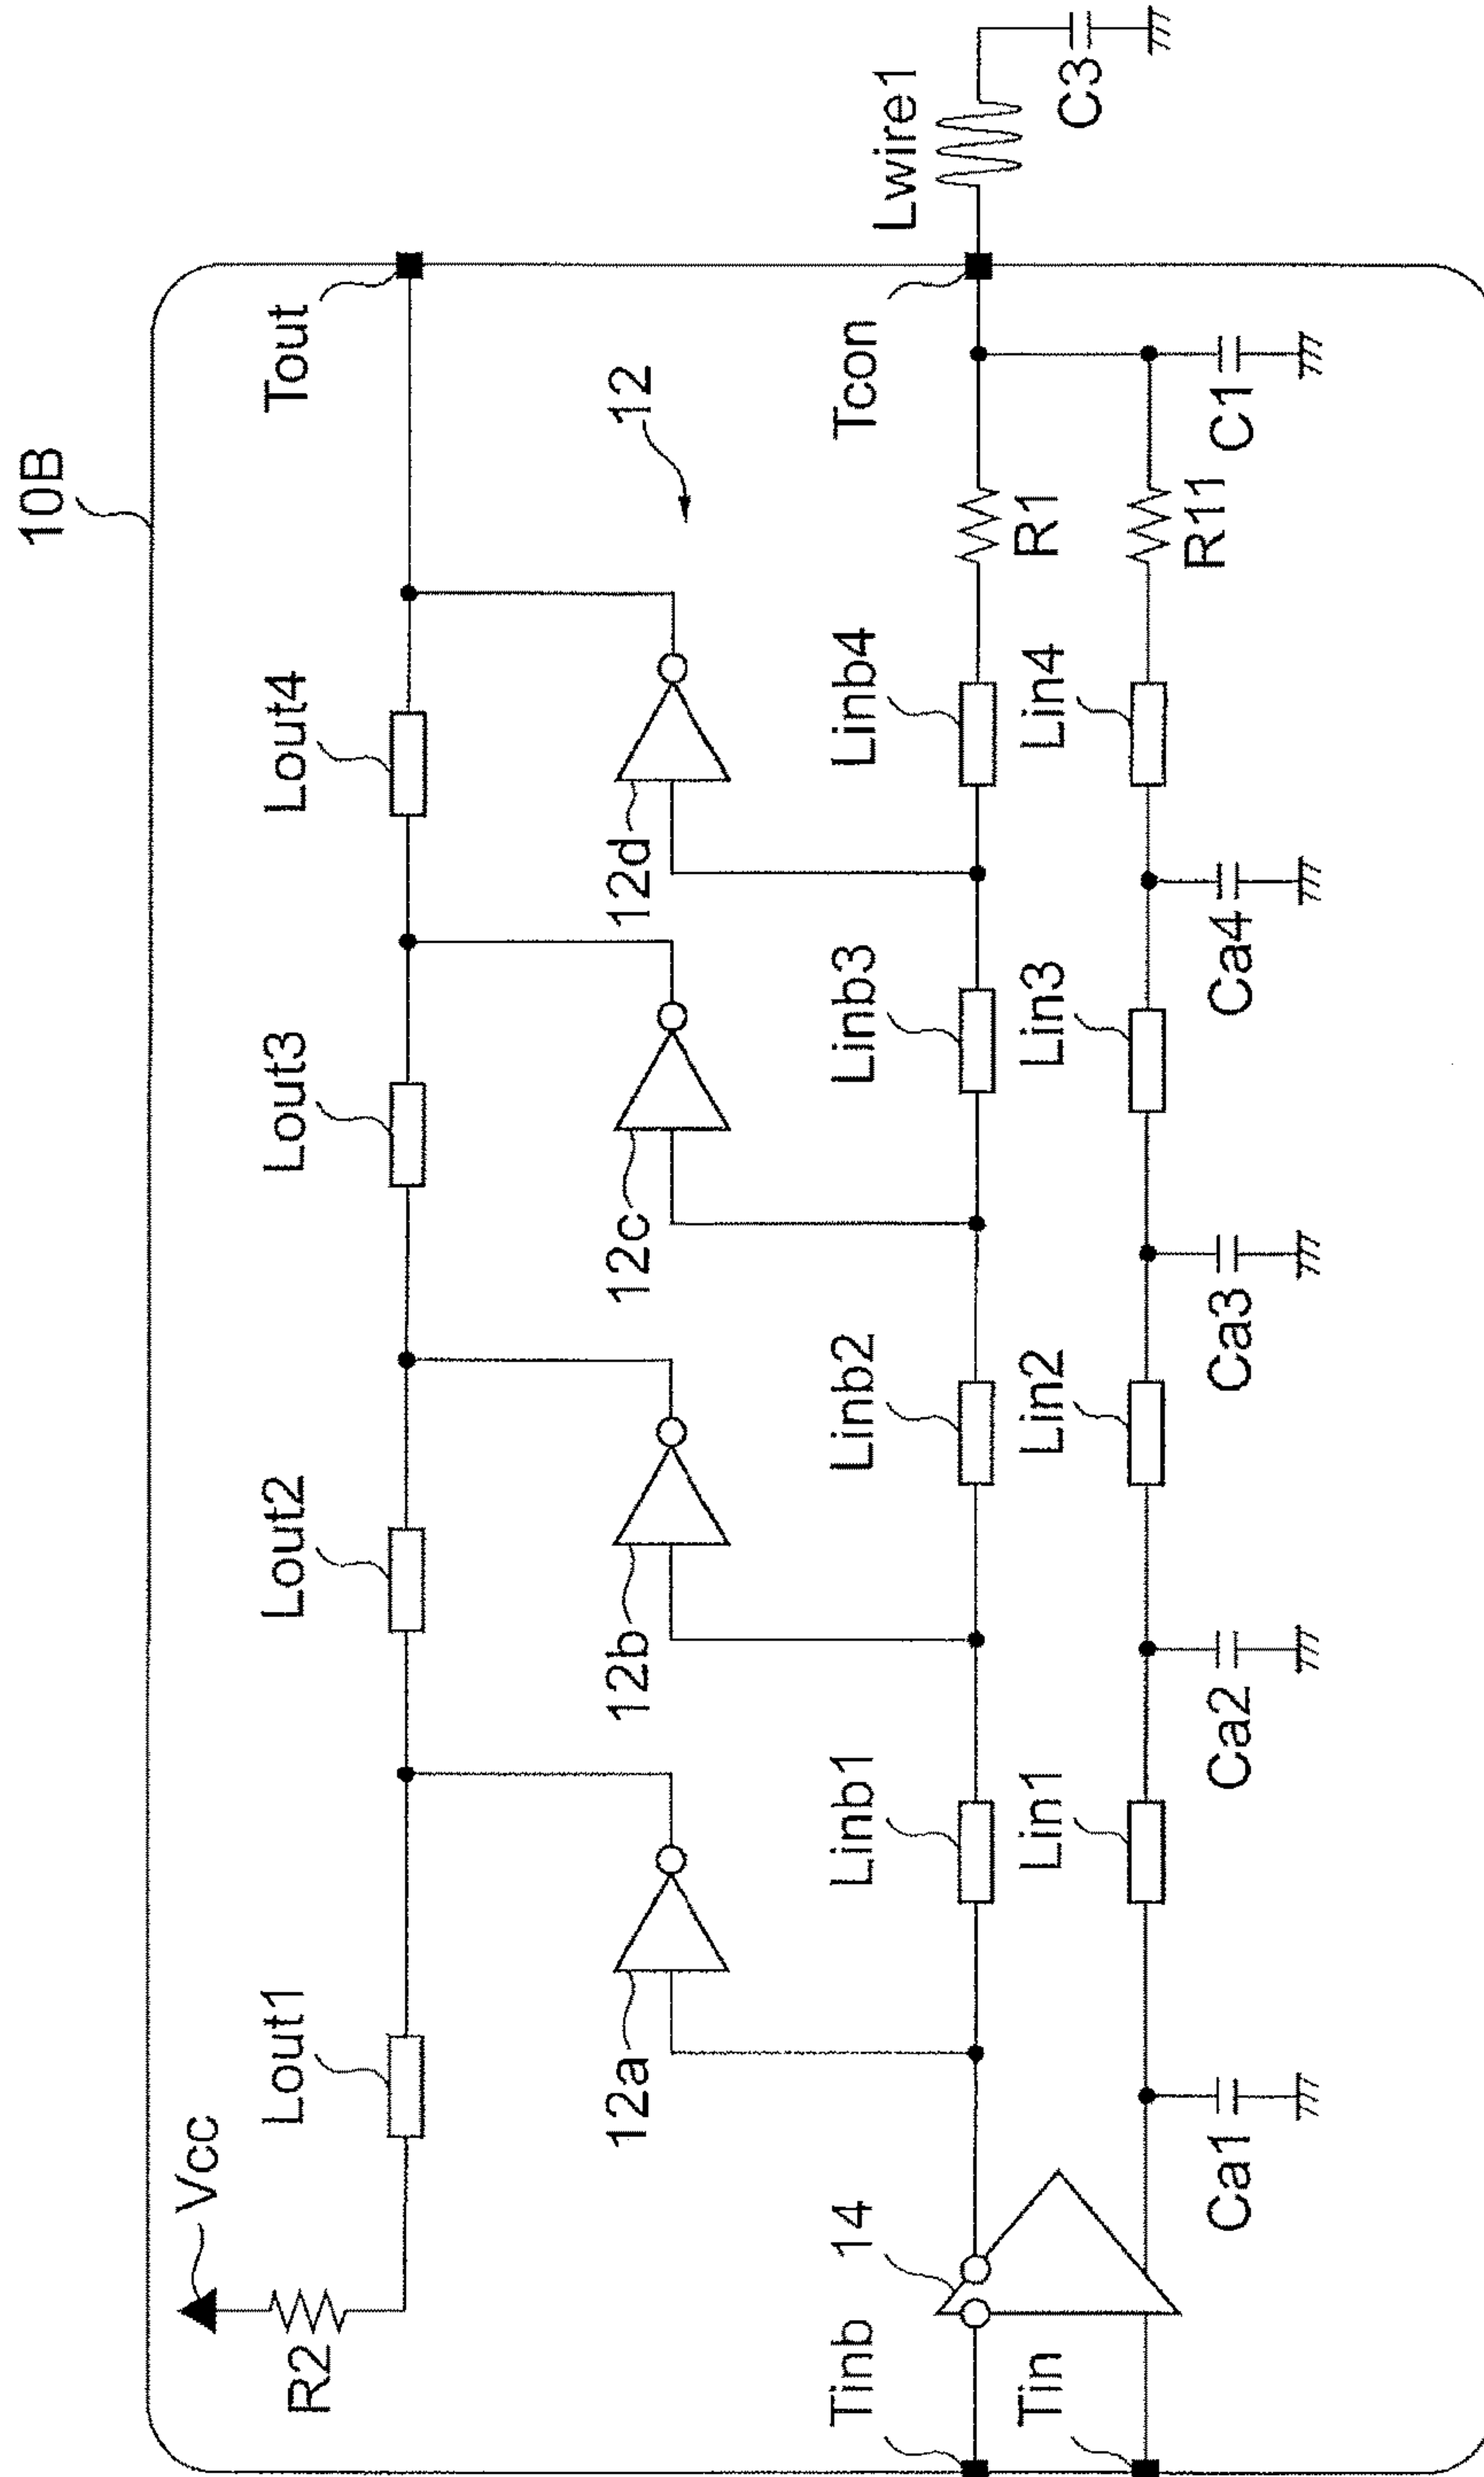 10B
Vcc
R2
Lout1
Lout2
Lout3
Lout4
Tout
12
12a
12b
12c
12d
Tinb
14
Linb1
Linb2
Linb3
Linb4
R1
Tcon
Lwire1
C3
Tin
Lin1
Lin2
Lin3
Lin4
R11
Ca1
Ca2
Ca3
Ca4
C1